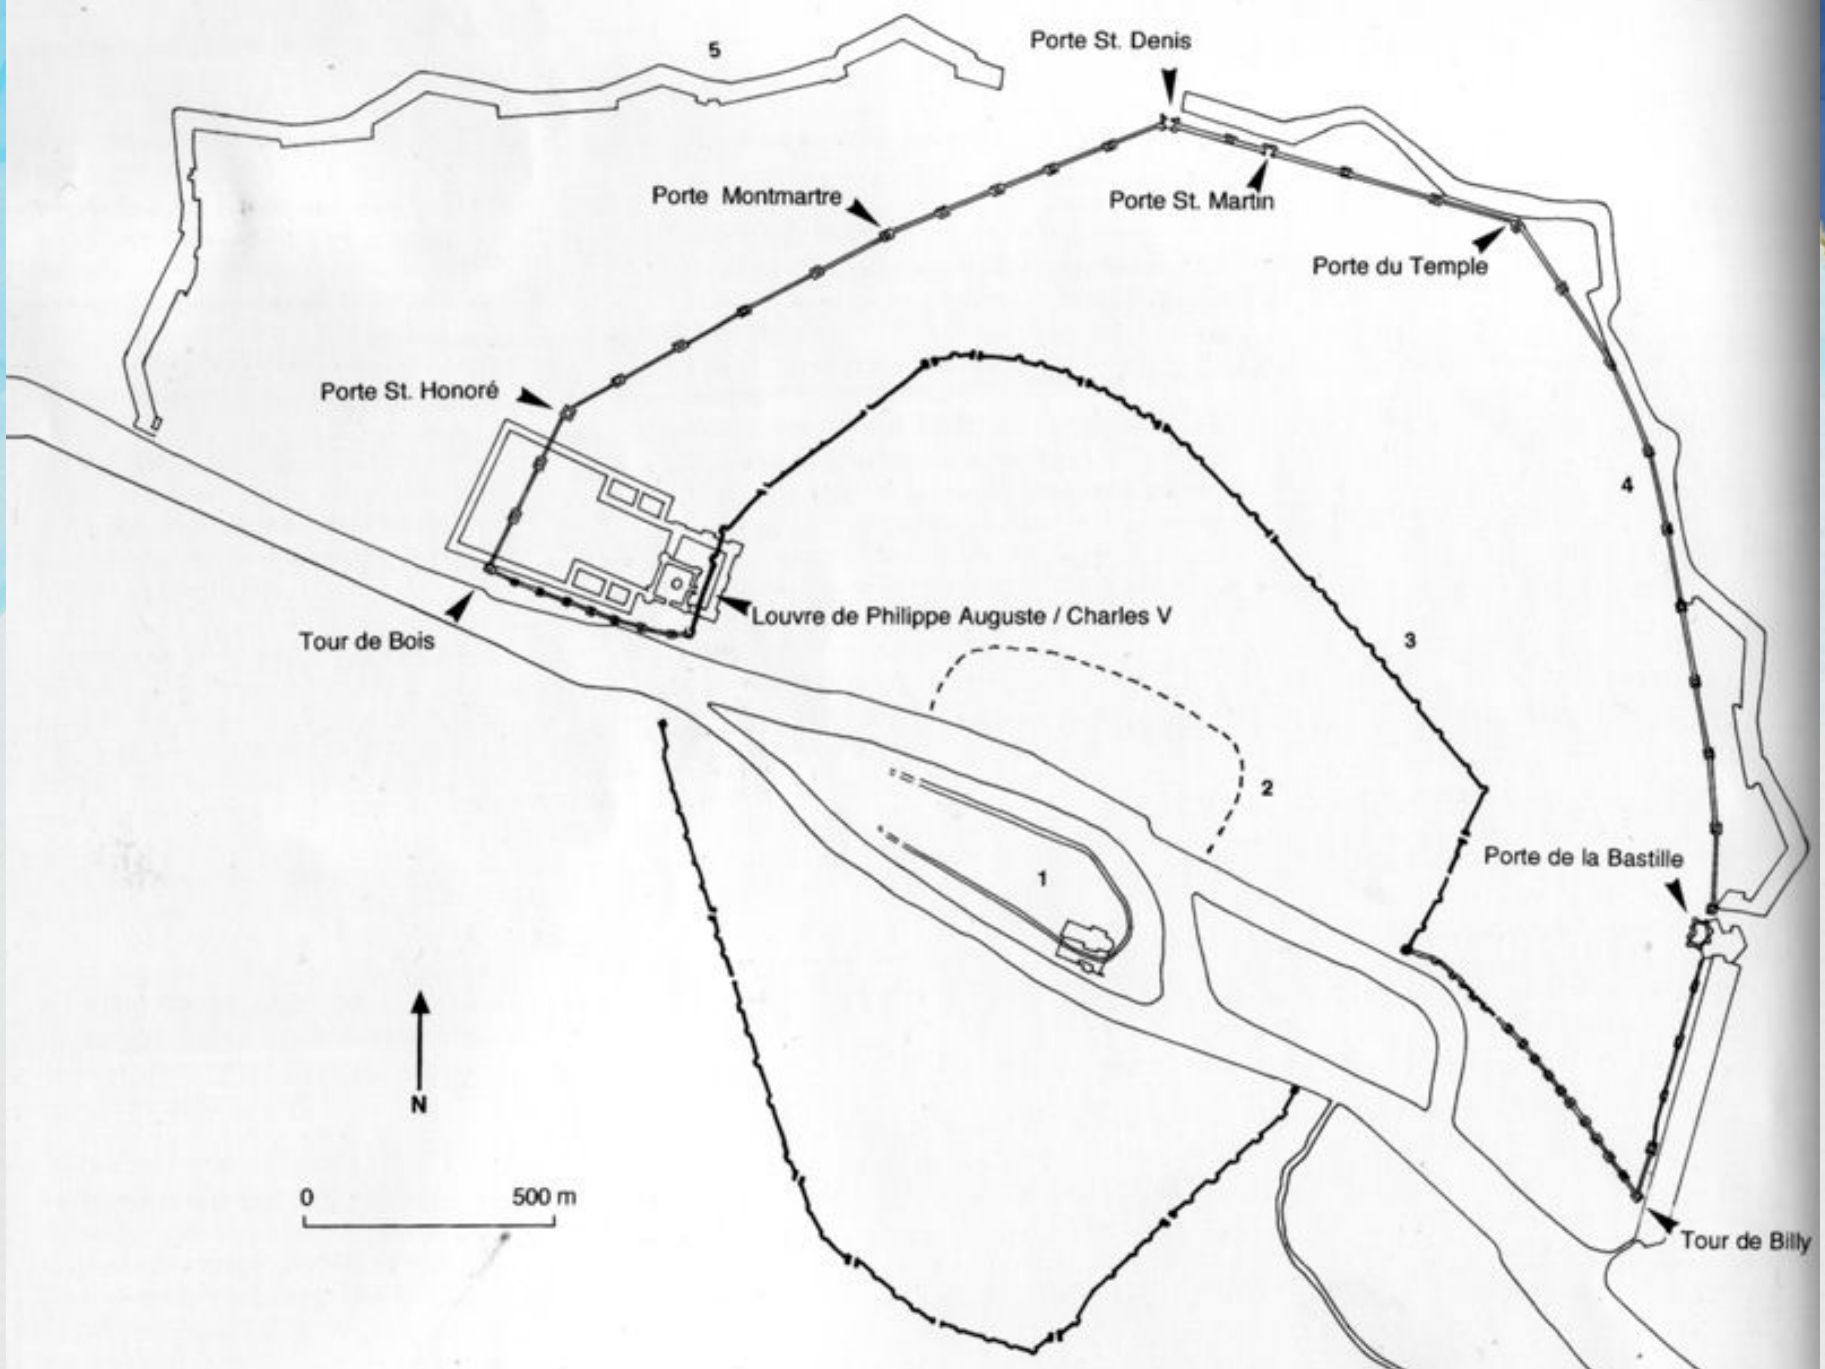 5
Porte St. Denis
Porte Montmartre
Porte St. Martin
Porte du Temple
Porte St. Honoré
4
Louvre de Philippe Auguste / Charles V
Tour de Bois
3
2
Porte de la Bastille
1
N
0 500 m
Tour de Billy